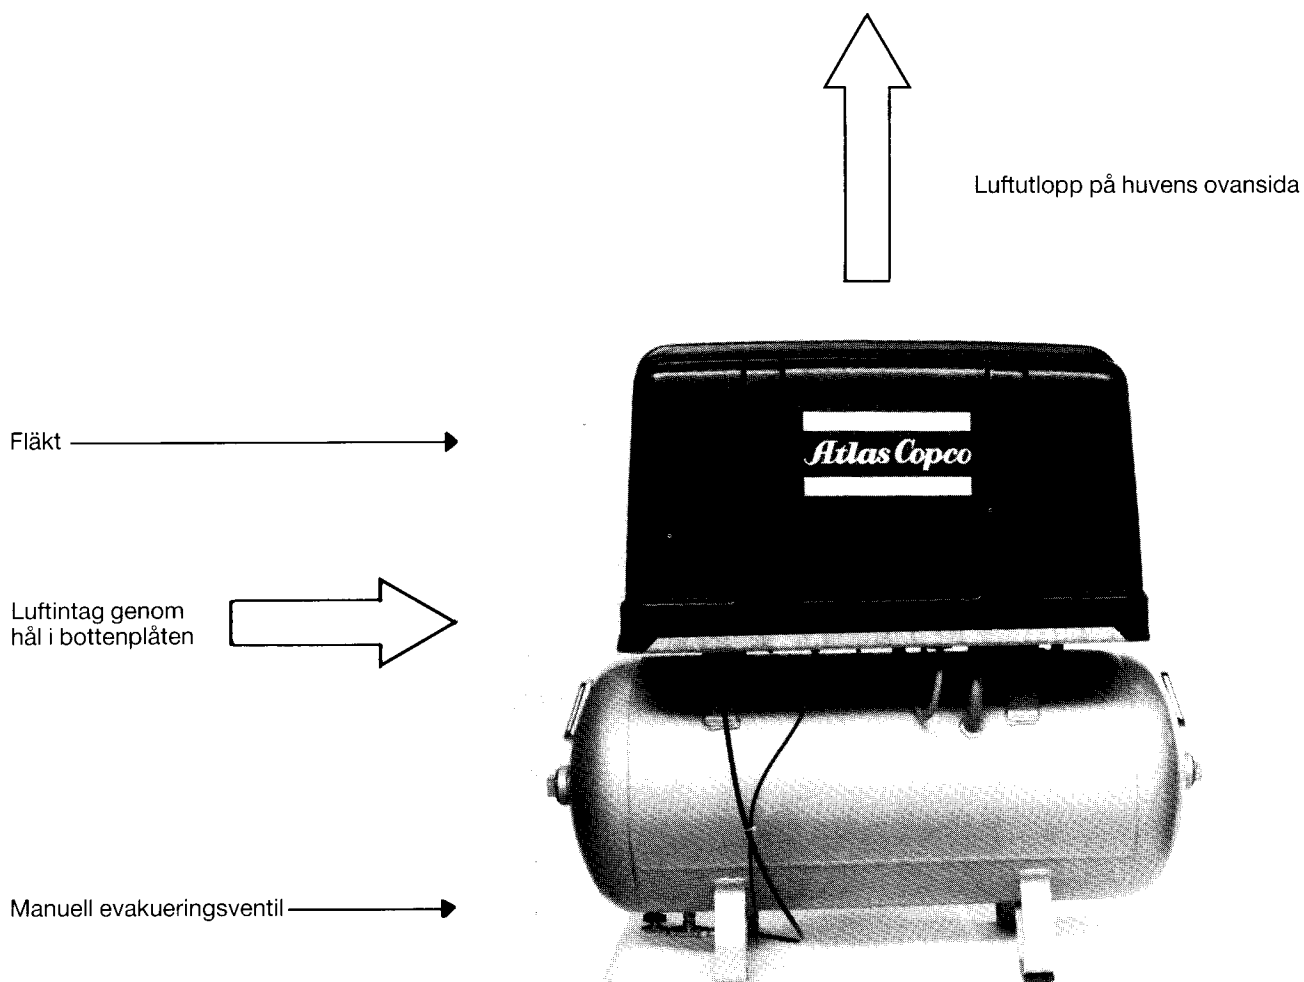 Luftutlopp på huvens ovansida
Fläkt
Atlas Copco
Luftintag genom
hål i bottenplåten
Manuell evakueringsventil